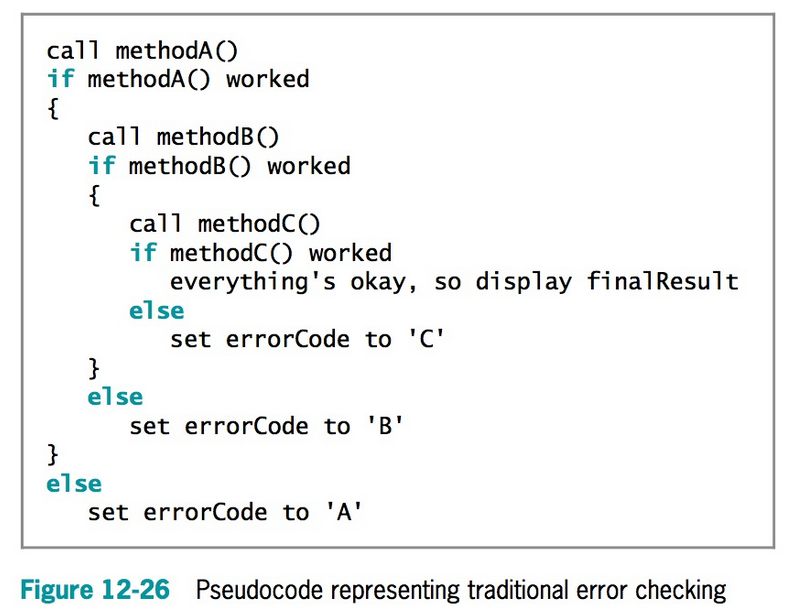 call methodA()
if methodA() worked
{
   call methodB()
   if methodB() worked
   {
      call methodC()
      if methodC() worked
         everything's okay, so display finalResult
      else
         set errorCode to 'C'
   }
   else
      set errorCode to 'B'
}
else
   set errorCode to 'A'
Figure 12-26 Pseudocode representing traditional error checking